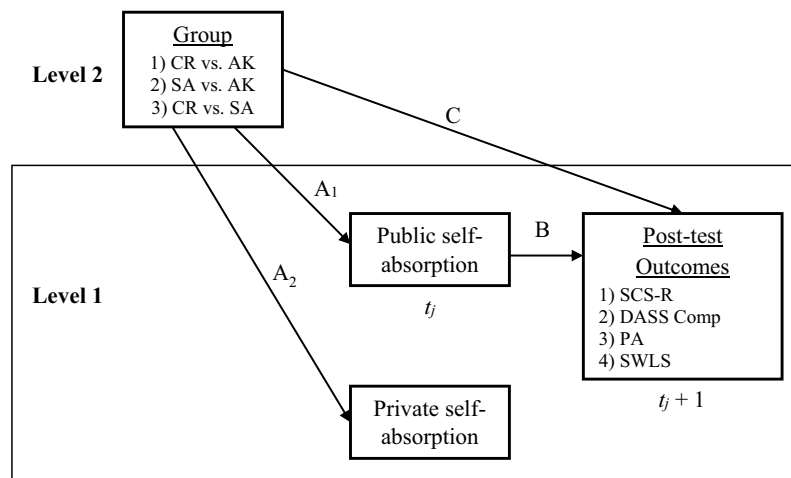 Group
1) CR vs. AK
2) SA vs. AK
3) CR vs. SA
Level 2
C
A₁
Public self-
absorption
B
Post-test
Outcomes
1) SCS-R
2) DASS Comp
3) PA
4) SWLS
A₂
Level 1
tⱼ
tⱼ + 1
Private self-
absorption